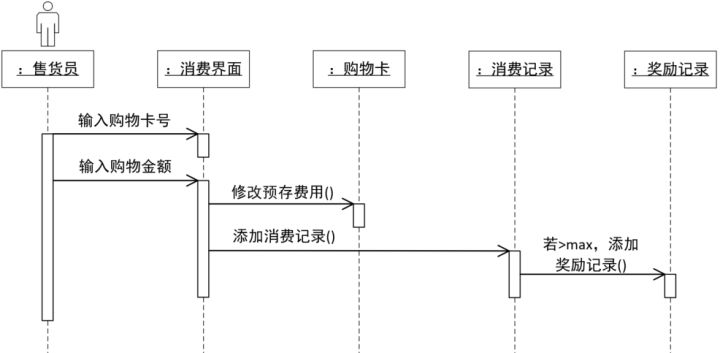 ：售货员
：消费界面
：购物卡
：消费记录
：奖励记录
输入购物卡号
输入购物金额
修改预存费用()
添加消费记录()
若>max，添加
奖励记录()